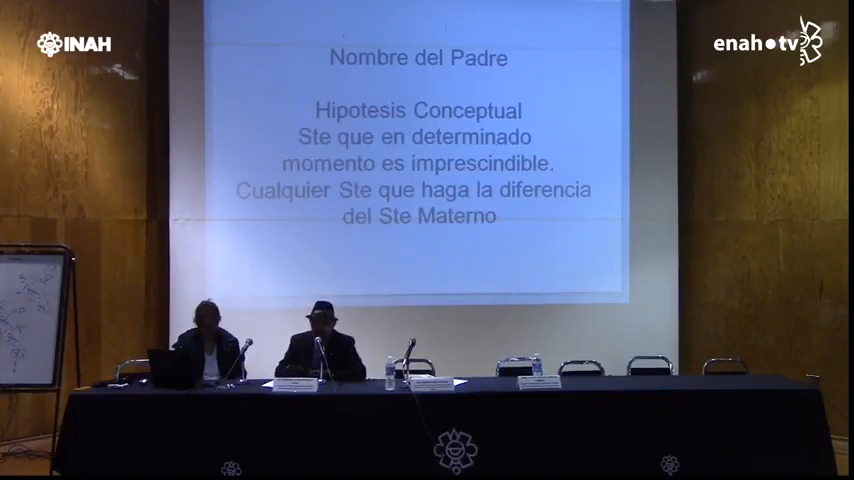 INAH
enah tv
Nombre del Padre
Hipotesis Conceptual
Ste que en determinado
momento es imprescindible.
Cualquier Ste que haga la diferencia
del Ste Materno